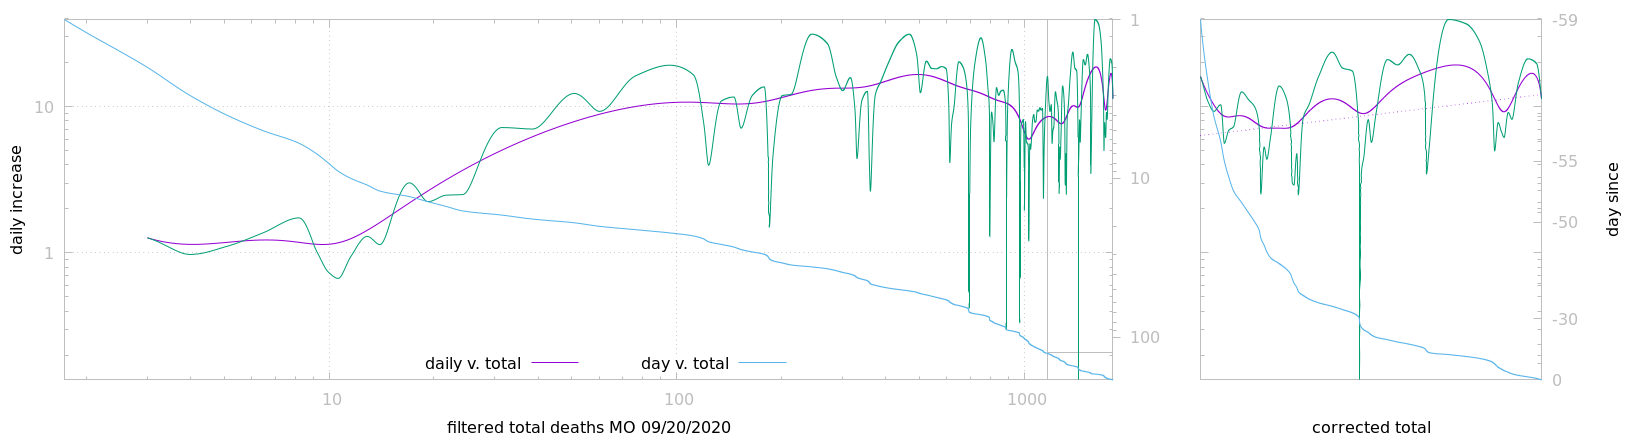 1
-59
10
daily increase
10
-55
day since
-50
1
-30
100
daily v. total
day v. total
0
10
100
1000
filtered total deaths MO 09/20/2020
corrected total